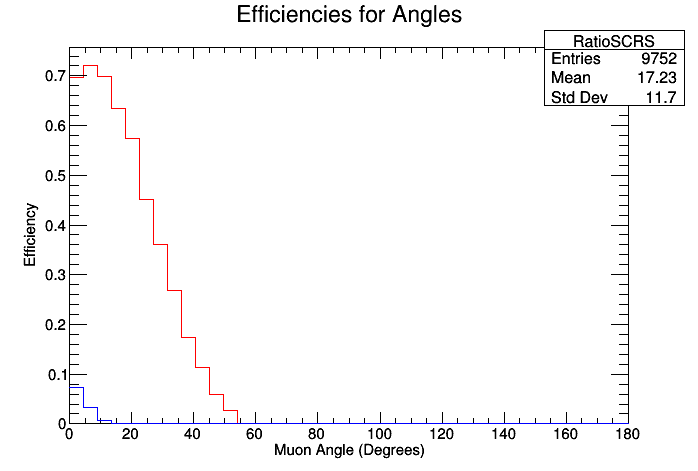 Efficiencies for Angles
RatioSCRS
Entries 9752
Mean 17.23
Std Dev 11.7
Efficiency
0.7
0.6
0.5
0.4
0.3
0.2
0.1
0
0 20 40 60 80 100 120 140 160 180
Muon Angle (Degrees)